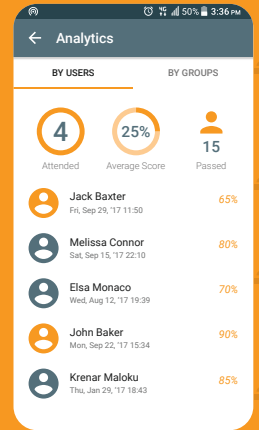 4G 50% 3:36 PM
Analytics
BY USERS BY GROUPS
4 25% 15
Attended Average Score Passed
Jack Baxter 65%
Fri, Sep 29, '17 11:50
Melissa Connor 80%
Sat, Sep 15, '17 22:10
Elsa Monaco 70%
Wed, Aug 12, '17 19:39
John Baker 90%
Mon, Sep 22, '17 15:34
Krenar Maloku 85%
Thu, Jan 29, '17 18:43